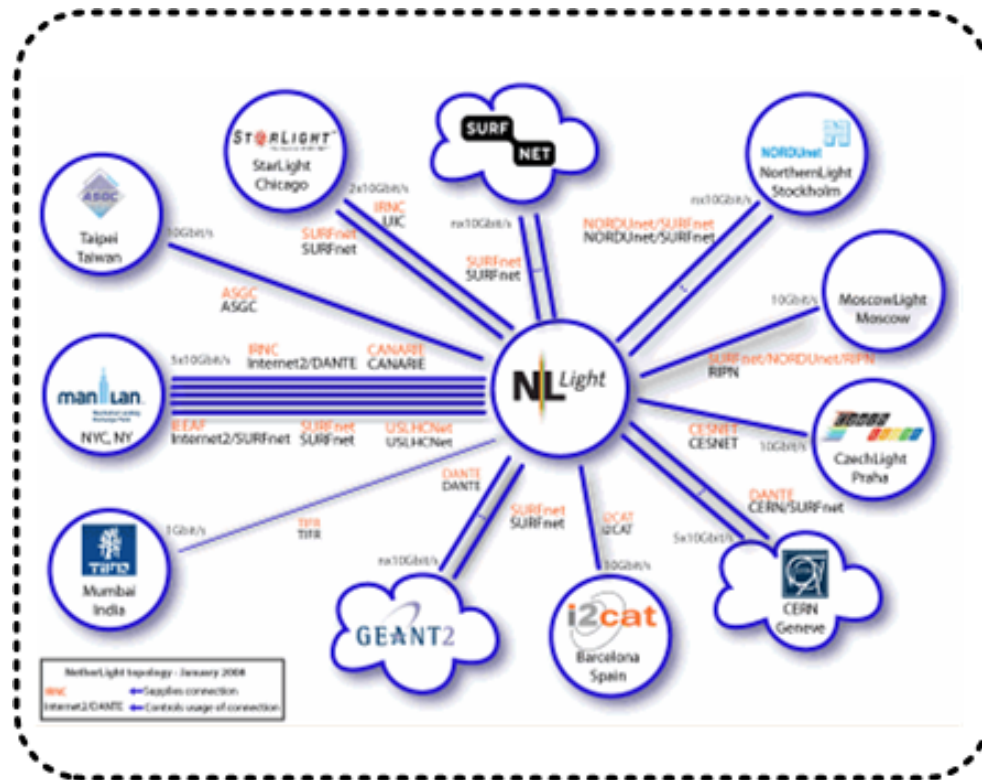 STARLIGHT
StarLight
Chicago
2x10Gbit/s
IRNC
UIC
SURFnet
SURFnet
SURF
NET
nx10Gbit/s
SURFnet
SURFnet
NORDUnet
NorthernLight
Stockholm
nx10Gbit/s
NORDUnet/SURFnet
NORDUnet/SURFnet
ASGC
Taipei
Taiwan
10Gbit/s
ASGC
ASGC
MoscowLight
Moscow
10Gbit/s
SURFnet/NORDUnet/RIPN
RIPN
NLLight
man lan
NYC, NY
5x10Gbit/s
IRNC
Internet2/DANTE
CANARIE
CANARIE
IEEAF
Internet2/SURFnet
SURFnet
SURFnet
USLHCNet
USLHCNet
CzechLight
Praha
10Gbit/s
CESNET
CESNET
TIFR
Mumbai
India
1Gbit/s
TIFR
TIFR
DANTE
DANTE
SURFnet
SURFnet
nx10Gbit/s
GEANT2
i2CAT
i2CAT
10Gbit/s
i2cat
Barcelona
Spain
DANTE
CERN/SURFnet
5x10Gbit/s
CERN
Geneve
NetherLight topology - January 2008
IRNC Supplies connection
Internet2/DANTE Controls usage of connection